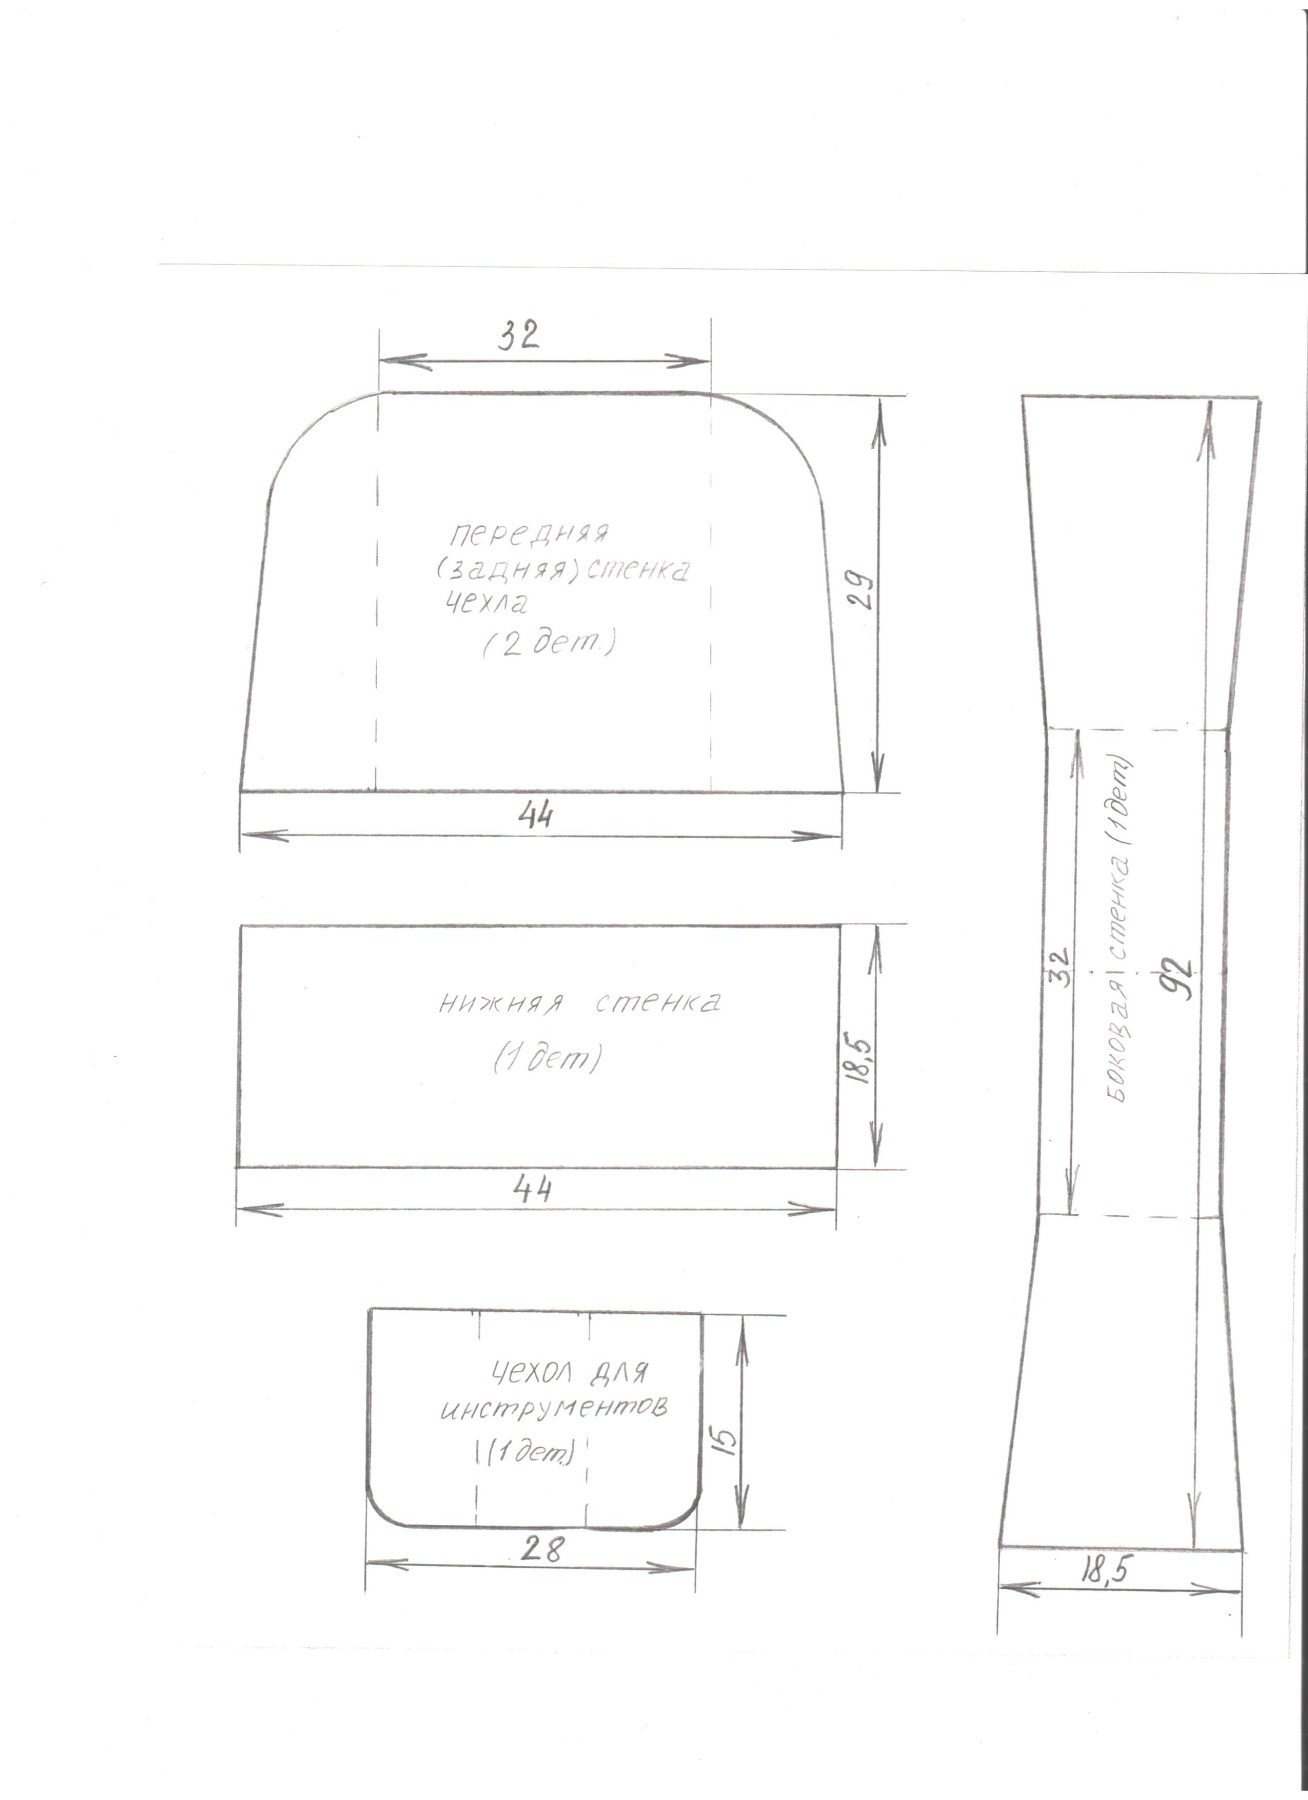 32
передняя
(задняя) стенка
чехла
(2 дет.)
29
44
нижняя стенка
(1 дет)
18,5
44
чехол для
инструментов
(1 дет.)
15
28
боковая стенка (1 дет)
32
92
18,5